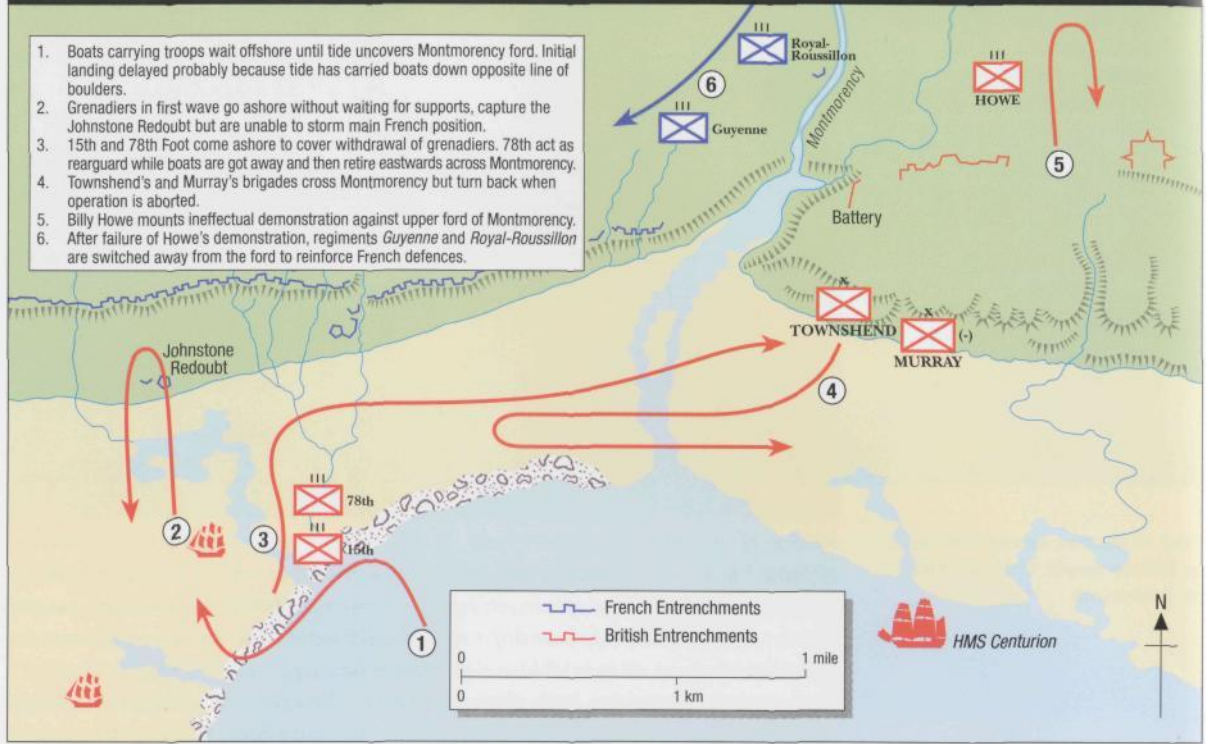 1. Boats carrying troops wait offshore until tide uncovers Montmorency ford. Initial
landing delayed probably because tide has carried boats down opposite line of
boulders.
2. Grenadiers in first wave go ashore without waiting for supports, capture the
Johnstone Redoubt but are unable to storm main French position.
3. 15th and 78th Foot come ashore to cover withdrawal of grenadiers. 78th act as
rearguard while boats are got away and then retire eastwards across Montmorency.
4. Townshend's and Murray's brigades cross Montmorency but turn back when
operation is aborted.
5. Billy Howe mounts ineffectual demonstration against upper ford of Montmorency.
6. After failure of Howe's demonstration, regiments Guyenne and Royal-Roussillon
are switched away from the ford to reinforce French defences.
III
Royal-
Roussillon
6
III
Guyenne
Montmorency
III
HOWE
5
Battery
x
TOWNSHEND
x
MURRAY
(-)
4
Johnstone
Redoubt
2
3
III
78th
III
15th
1
French Entrenchments
British Entrenchments
0
1 mile
0
1 km
HMS Centurion
N